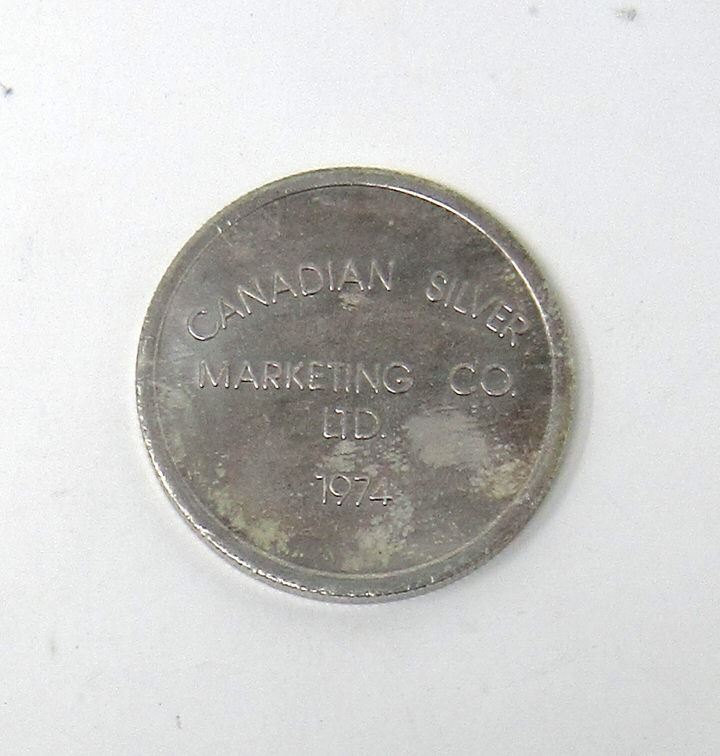 CANADIAN SILVER
MARKETING CO.
LTD.
1974